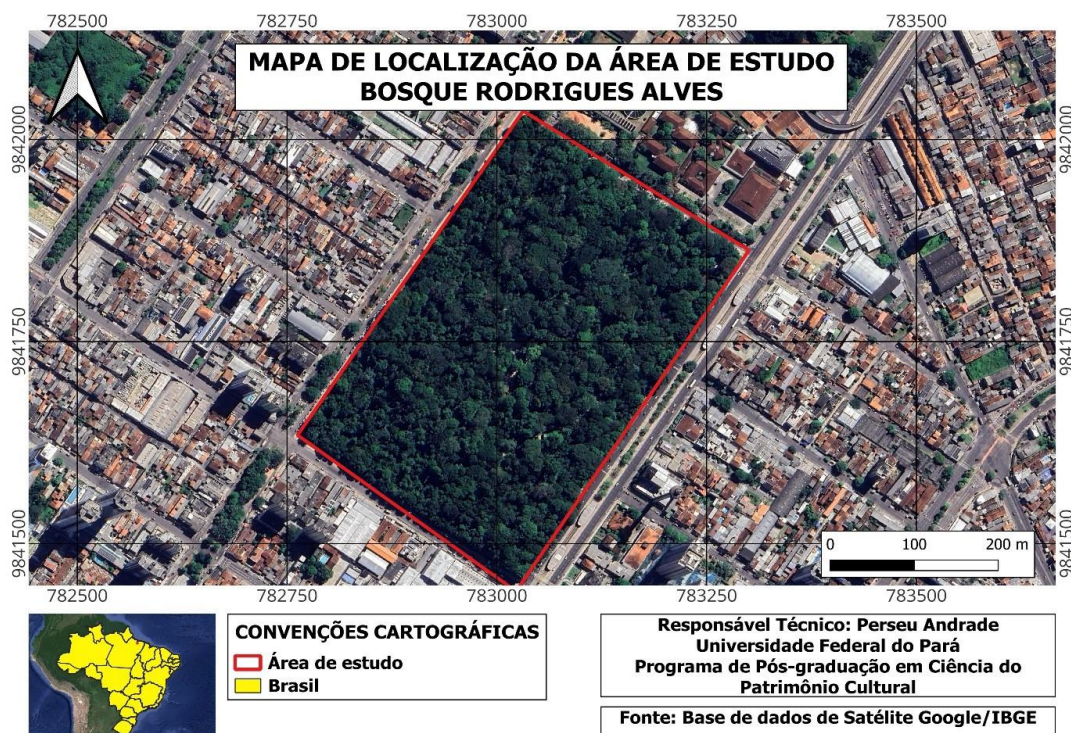 782500 782750 783000 783250 783500
MAPA DE LOCALIZAÇÃO DA ÁREA DE ESTUDO
BOSQUE RODRIGUES ALVES
9842000 9842000
9841750 9841750
9841500 9841500
0 100 200 m
782500 782750 783000 783250 783500
CONVENÇÕES CARTOGRÁFICAS
Área de estudo
Brasil
Responsável Técnico: Perseu Andrade
Universidade Federal do Pará
Programa de Pós-graduação em Ciência do
Patrimônio Cultural
Fonte: Base de dados de Satélite Google/IBGE